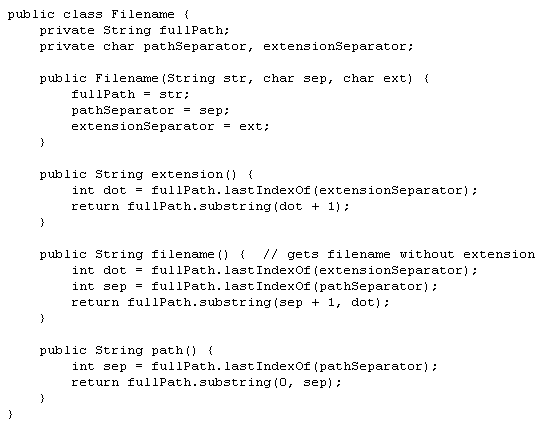 public class Filename {
    private String fullPath;
    private char pathSeparator, extensionSeparator;

    public Filename(String str, char sep, char ext) {
        fullPath = str;
        pathSeparator = sep;
        extensionSeparator = ext;
    }

    public String extension() {
        int dot = fullPath.lastIndexOf(extensionSeparator);
        return fullPath.substring(dot + 1);
    }

    public String filename() {  // gets filename without extension
        int dot = fullPath.lastIndexOf(extensionSeparator);
        int sep = fullPath.lastIndexOf(pathSeparator);
        return fullPath.substring(sep + 1, dot);
    }

    public String path() {
        int sep = fullPath.lastIndexOf(pathSeparator);
        return fullPath.substring(0, sep);
    }
}